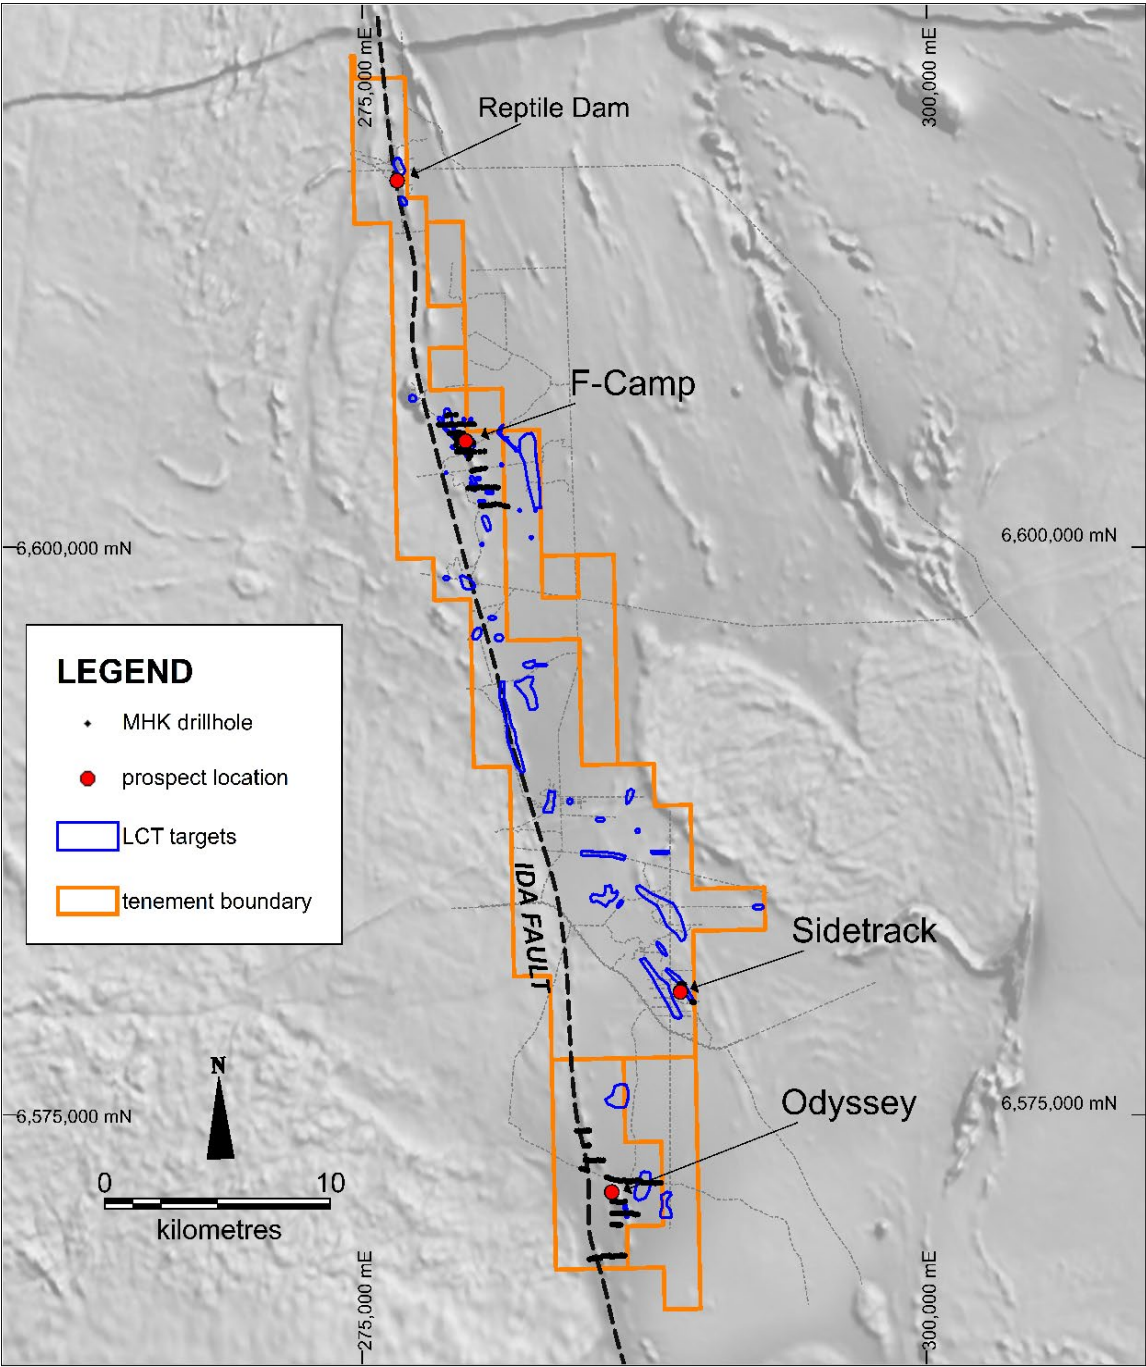 275,000 mE
300,000 mE
Reptile Dam
F-Camp
6,600,000 mN
6,600,000 mN
LEGEND
MHK drillhole
prospect location
LCT targets
tenement boundary
IDA FAULT
Sidetrack
N
Odyssey
6,575,000 mN
6,575,000 mN
0 10
kilometres
275,000 mE
300,000 mE